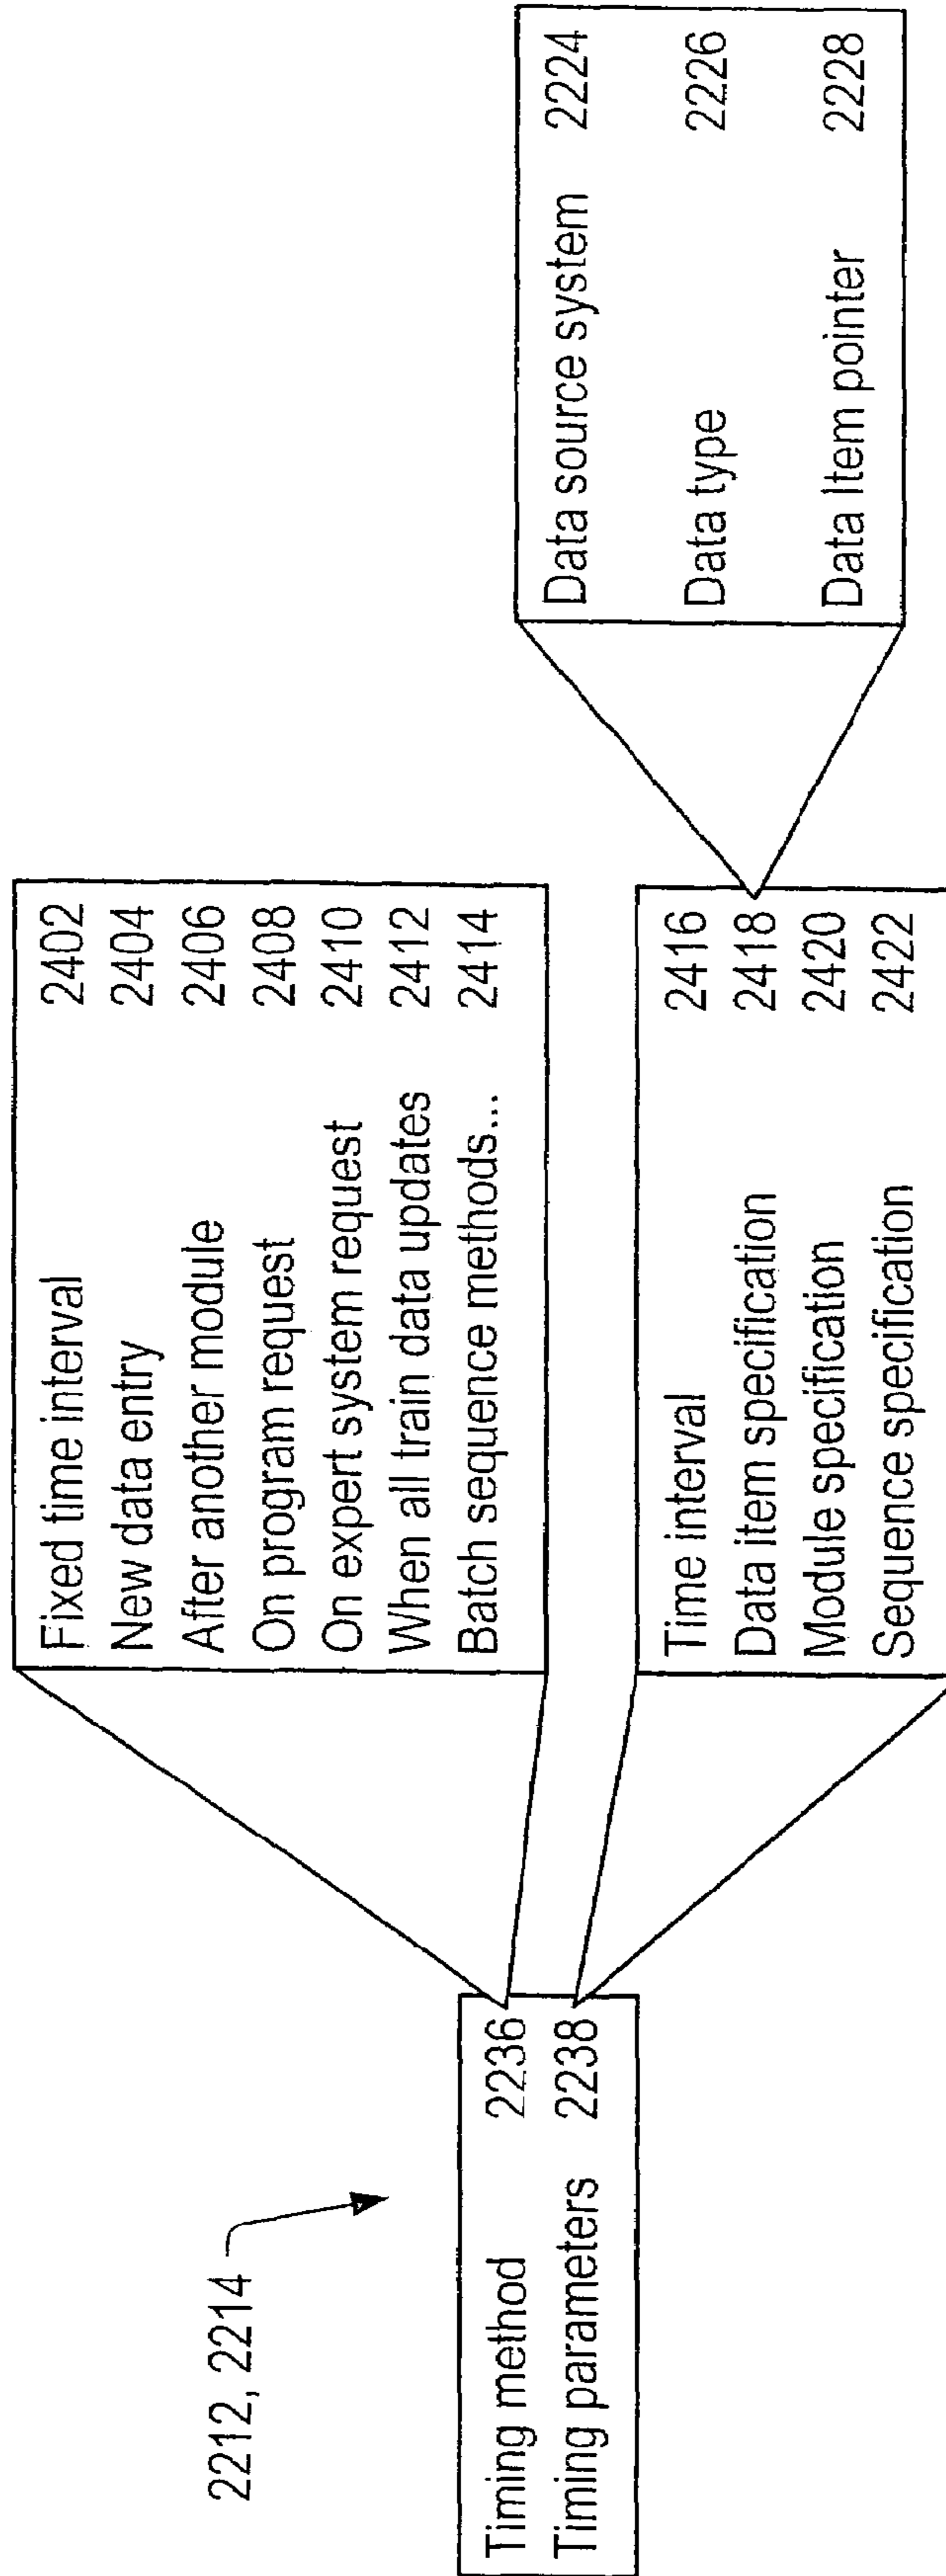 2212, 2214
Timing method 2236
Timing parameters 2238
Fixed time interval 2402
New data entry 2404
After another module 2406
On program request 2408
On expert system request 2410
When all train data updates 2412
Batch sequence methods... 2414
Time interval 2416
Data item specification 2418
Module specification 2420
Sequence specification 2422
Data source system 2224
Data type 2226
Data Item pointer 2228